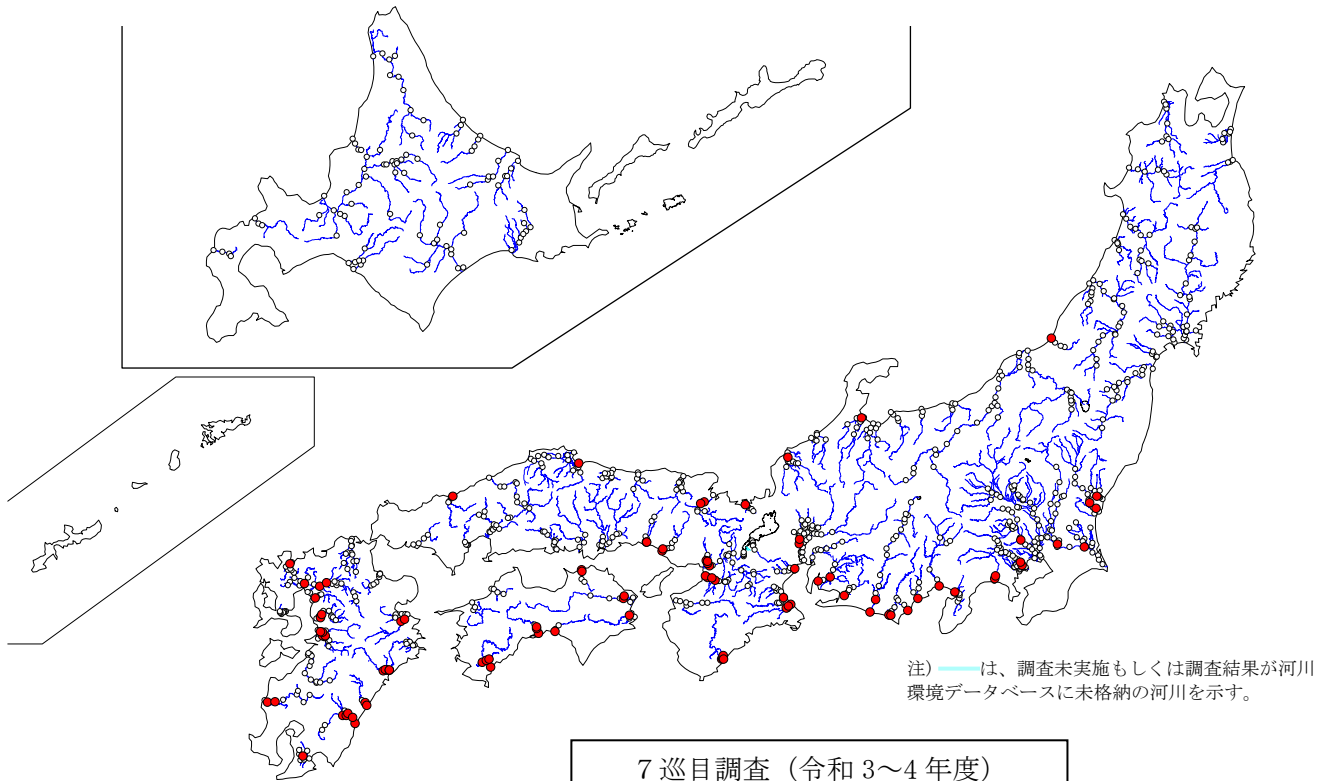 注) は、調査未実施もしくは調査結果が河川
環境データベースに未格納の河川を示す。
7 巡目調査（令和 3～4 年度）